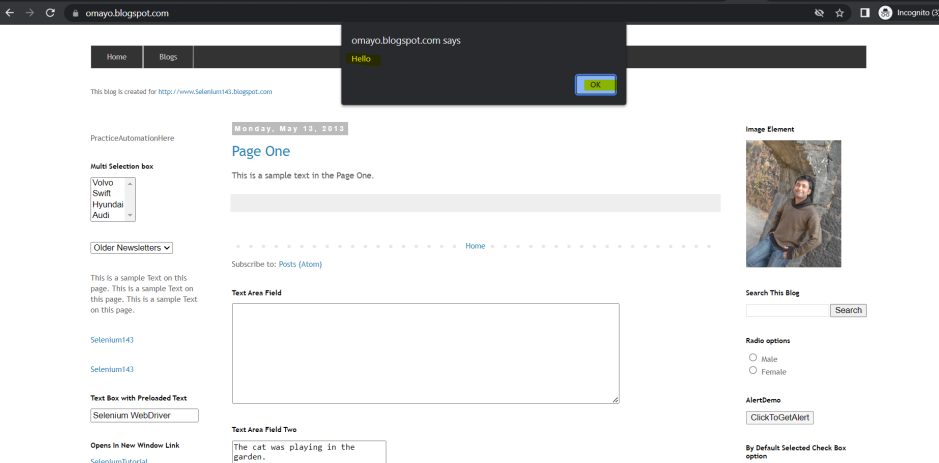 omayo.blogspot.com
Incognito (3)
omayo.blogspot.com says
Hello
OK
Home
Blogs
This blog is created for http://www.Selenium143.blogspot.com
PracticeAutomationHere
Multi Selection box
Volvo
Swift
Hyundai
Audi
Older Newsletters
This is a sample Text on this
page. This is a sample Text on
this page. This is a sample Text
on this page.
Selenium143
Selenium143
Text Box with Preloaded Text
Selenium WebDriver
Opens In New Window Link
SeleniumTutorial
Monday, May 13, 2013
Page One
This is a sample text in the Page One.
Home
Subscribe to: Posts (Atom)
Text Area Field
Text Area Field Two
The cat was playing in the
garden.
Image Element
Search This Blog
Search
Radio options
Male
Female
AlertDemo
ClickToGetAlert
By Default Selected Check Box
option